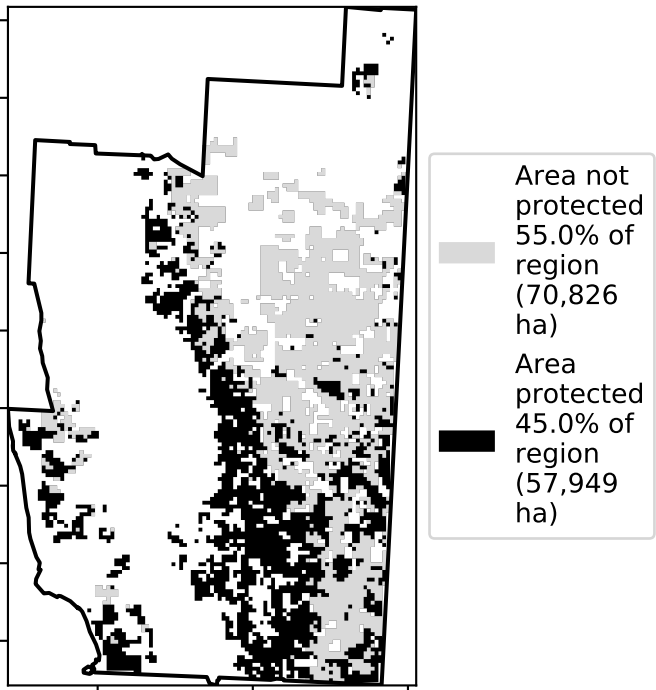 Area not
protected
55.0% of
region
(70,826
ha)
Area
protected
45.0% of
region
(57,949
ha)